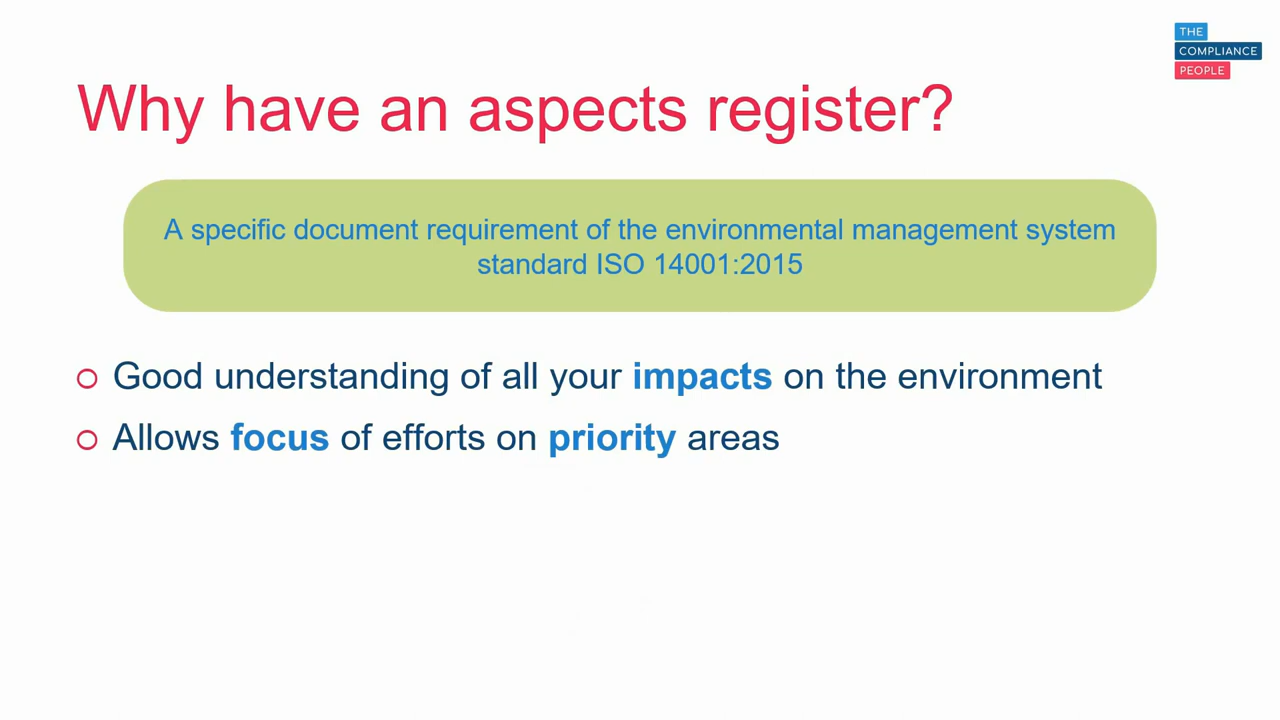 THE
COMPLIANCE
PEOPLE
Why have an aspects register?
A specific document requirement of the environmental management system
standard ISO 14001:2015
Good understanding of all your impacts on the environment
Allows focus of efforts on priority areas